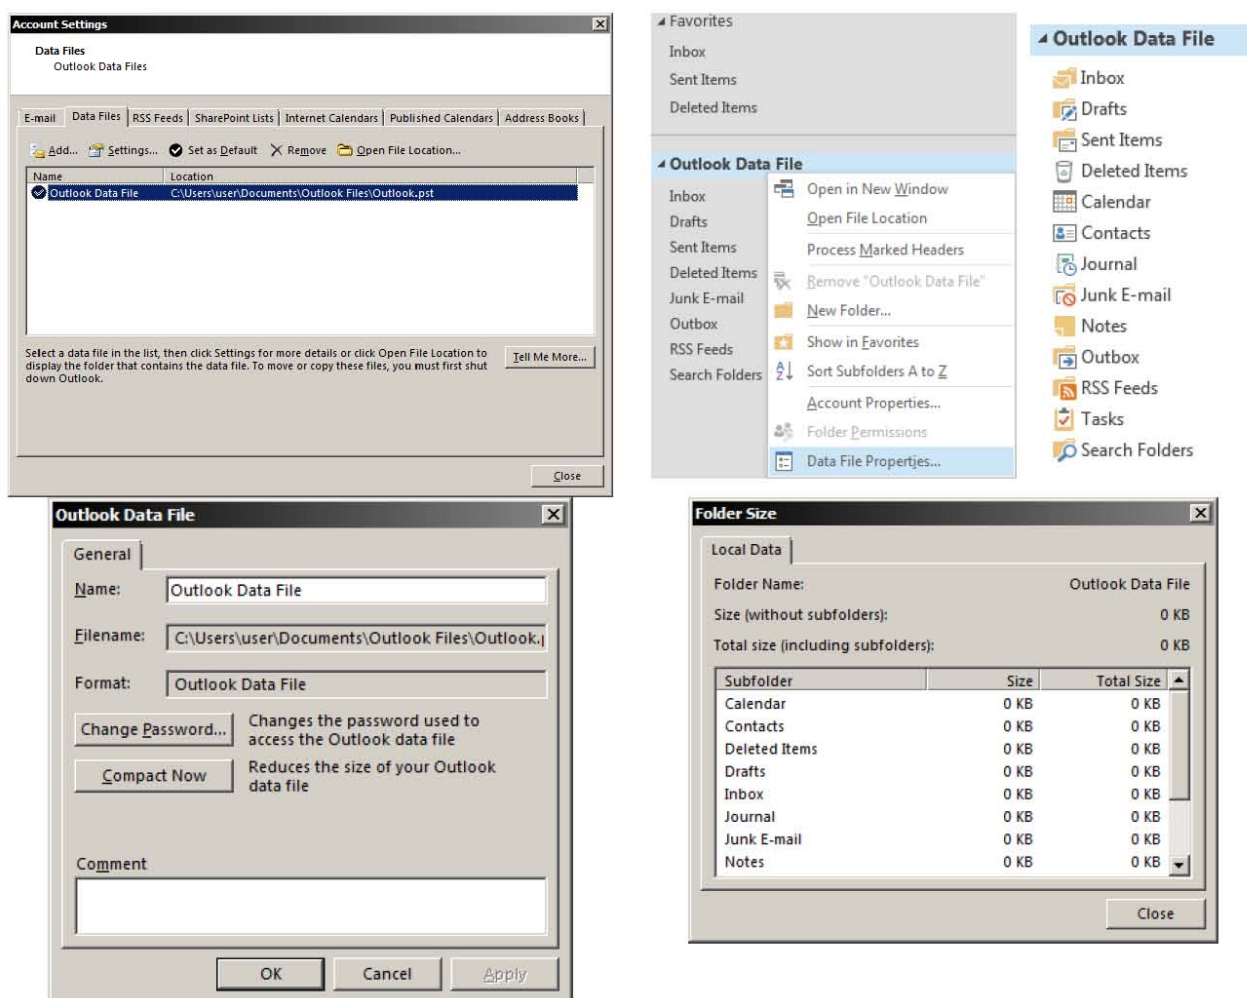 Account Settings
Data Files
Outlook Data Files
E-mail Data Files RSS Feeds SharePoint Lists Internet Calendars Published Calendars Address Books
Add... Settings... Set as Default Remove Open File Location...
Name Location
Outlook Data File C:\Users\user\Documents\Outlook Files\Outlook.pst
Select a data file in the list, then click Settings for more details or click Open File Location to
display the folder that contains the data file. To move or copy these files, you must first shut
down Outlook.
Tell Me More...
Close
Favorites
Inbox
Sent Items
Deleted Items
Outlook Data File
Inbox
Drafts
Sent Items
Deleted Items
Junk E-mail
Outbox
RSS Feeds
Search Folders
Open in New Window
Open File Location
Process Marked Headers
Remove "Outlook Data File"
New Folder...
Show in Favorites
Sort Subfolders A to Z
Account Properties...
Folder Permissions
Data File Properties...
Outlook Data File
Inbox
Drafts
Sent Items
Deleted Items
Calendar
Contacts
Journal
Junk E-mail
Notes
Outbox
RSS Feeds
Tasks
Search Folders
Outlook Data File
General
Name: Outlook Data File
Filename: C:\Users\user\Documents\Outlook Files\Outlook.p
Format: Outlook Data File
Change Password... Changes the password used to
access the Outlook data file
Compact Now Reduces the size of your Outlook
data file
Comment
OK Cancel Apply
Folder Size
Local Data
Folder Name: Outlook Data File
Size (without subfolders): 0 KB
Total size (including subfolders): 0 KB
Subfolder Size Total Size
Calendar 0 KB 0 KB
Contacts 0 KB 0 KB
Deleted Items 0 KB 0 KB
Drafts 0 KB 0 KB
Inbox 0 KB 0 KB
Journal 0 KB 0 KB
Junk E-mail 0 KB 0 KB
Notes 0 KB 0 KB
Close